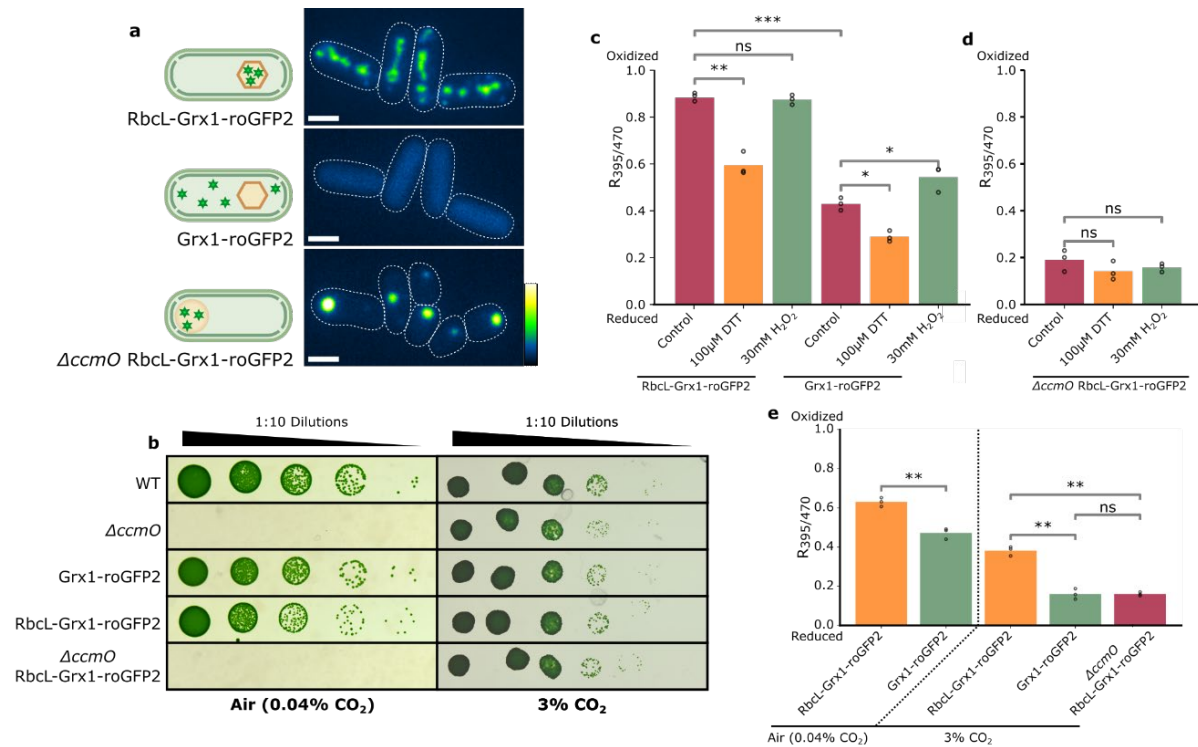 a
RbcL-Grx1-roGFP2
Grx1-roGFP2
ΔccmO RbcL-Grx1-roGFP2
b
1:10 Dilutions
1:10 Dilutions
WT
ΔccmO
Grx1-roGFP2
RbcL-Grx1-roGFP2
ΔccmO
RbcL-Grx1-roGFP2
Air (0.04% CO₂)
3% CO₂
c
Oxidized
1.0
0.8
0.6
0.4
0.2
0.0
Reduced
R395/470
***
ns
**
*
*
Control
100µM DTT
30mM H₂O₂
Control
100µM DTT
30mM H₂O₂
RbcL-Grx1-roGFP2
Grx1-roGFP2
d
Oxidized
1.0
0.8
0.6
0.4
0.2
0.0
Reduced
R395/470
ns
ns
Control
100µM DTT
30mM H₂O₂
ΔccmO RbcL-Grx1-roGFP2
e
Oxidized
1.0
0.8
0.6
0.4
0.2
0.0
Reduced
R395/470
**
**
**
ns
RbcL-Grx1-roGFP2
Grx1-roGFP2
RbcL-Grx1-roGFP2
Grx1-roGFP2
ΔccmO
RbcL-Grx1-roGFP2
Air (0.04% CO₂)
3% CO₂